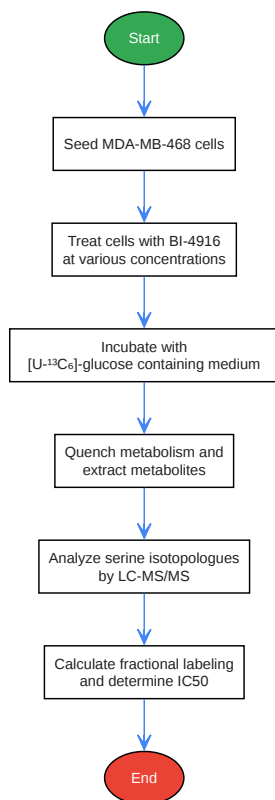 Start
Seed MDA-MB-468 cells
Treat cells with BI-4916
at various concentrations
Incubate with
[U-¹³C₆]-glucose containing medium
Quench metabolism and
extract metabolites
Analyze serine isotopologues
by LC-MS/MS
Calculate fractional labeling
and determine IC50
End